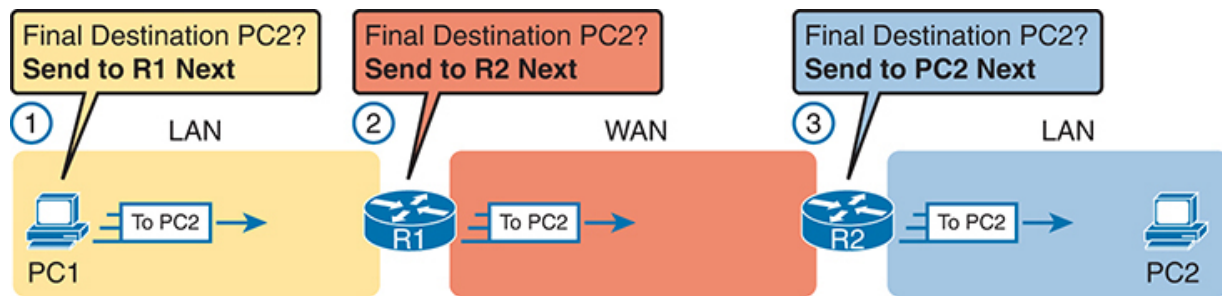 Final Destination PC2?
Send to R1 Next
Final Destination PC2?
Send to R2 Next
Final Destination PC2?
Send to PC2 Next
1
LAN
2
WAN
3
LAN
To PC2
R1
To PC2
R2
To PC2
PC1
PC2